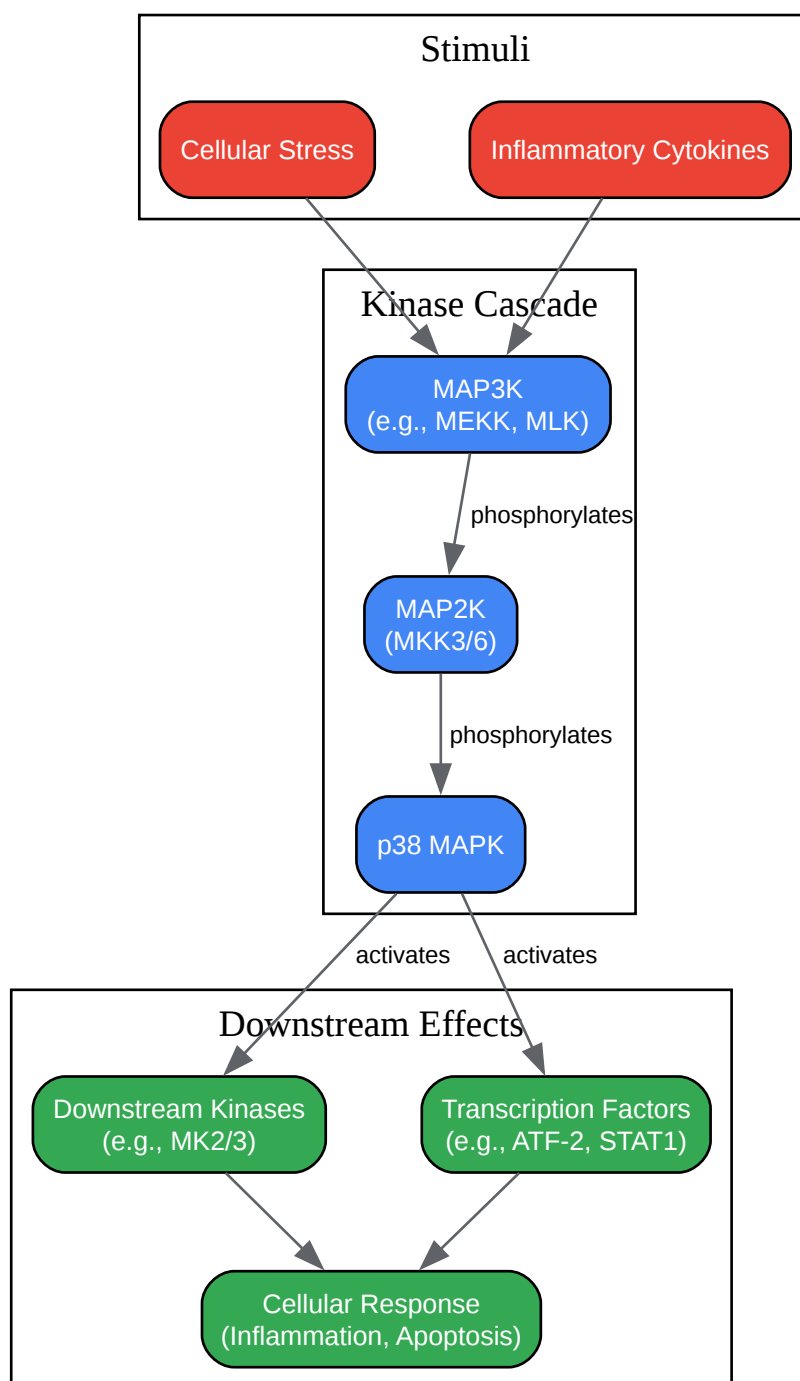 Stimuli
Cellular Stress
Inflammatory Cytokines
Kinase Cascade
MAP3K
(e.g., MEKK, MLK)
phosphorylates
MAP2K
(MKK3/6)
phosphorylates
p38 MAPK
activates
activates
Downstream Effects
Downstream Kinases
(e.g., MK2/3)
Transcription Factors
(e.g., ATF-2, STAT1)
Cellular Response
(Inflammation, Apoptosis)